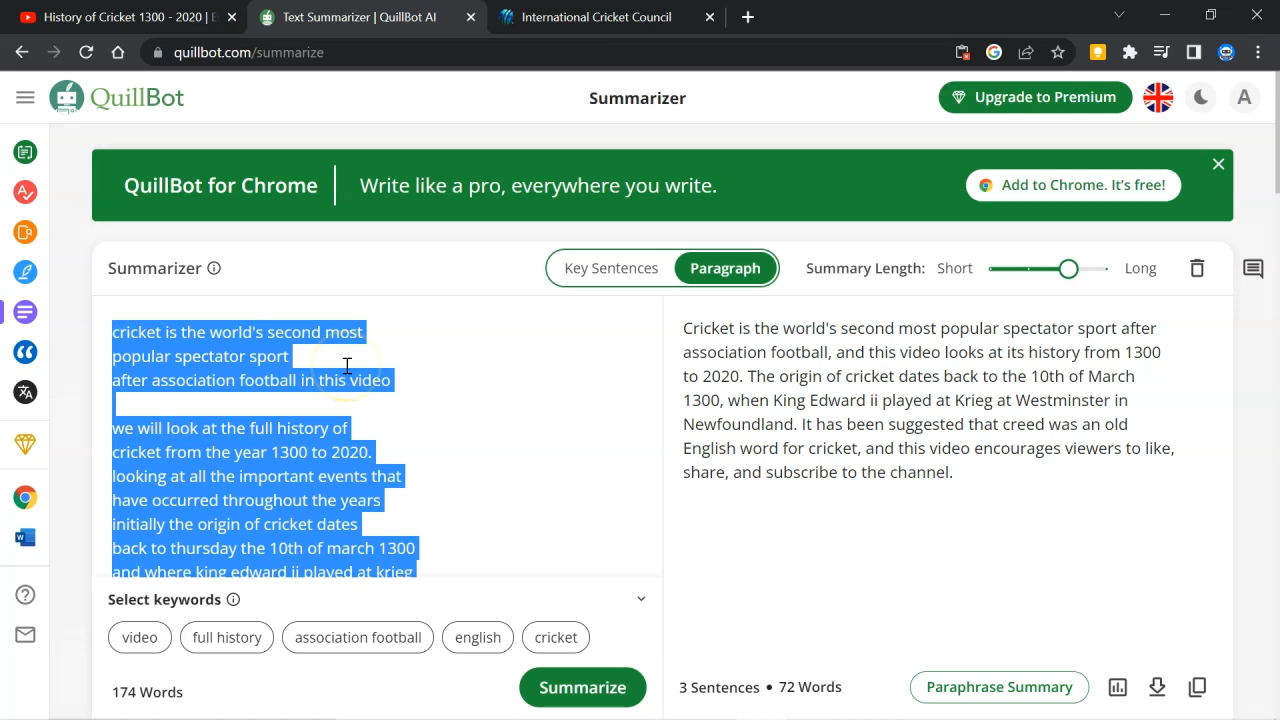 History of Cricket 1300 - 2020 | E
Text Summarizer | QuillBot AI
International Cricket Council
quillbot.com/summarize
QuillBot
Summarizer
Upgrade to Premium
A
QuillBot for Chrome
Write like a pro, everywhere you write.
Add to Chrome. It's free!
Summarizer
Key Sentences
Paragraph
Summary Length:
Short
Long
cricket is the world's second most
popular spectator sport
after association football in this video
we will look at the full history of
cricket from the year 1300 to 2020.
looking at all the important events that
have occurred throughout the years
initially the origin of cricket dates
back to thursday the 10th of march 1300
and where king edward ii played at krieg
Select keywords
video
full history
association football
english
cricket
174 Words
Summarize
Cricket is the world's second most popular spectator sport after
association football, and this video looks at its history from 1300
to 2020. The origin of cricket dates back to the 10th of March
1300, when King Edward ii played at Krieg at Westminster in
Newfoundland. It has been suggested that creed was an old
English word for cricket, and this video encourages viewers to like,
share, and subscribe to the channel.
3 Sentences • 72 Words
Paraphrase Summary